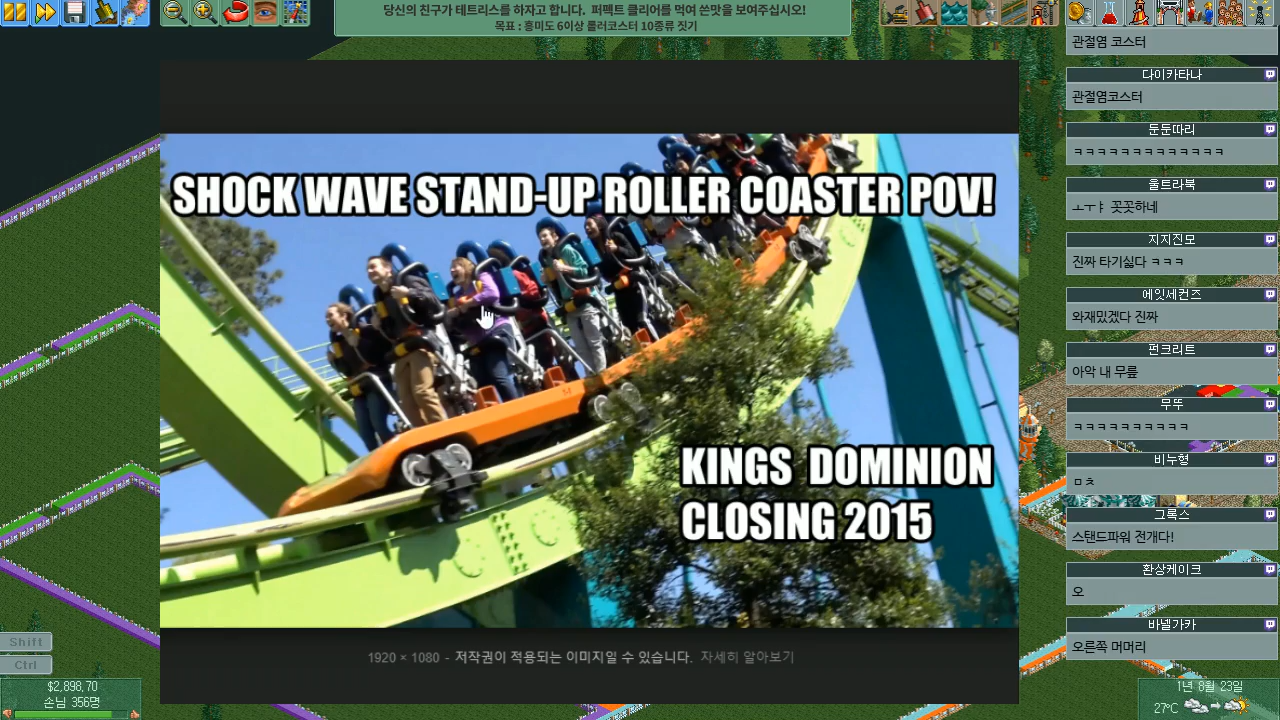 당신의 친구가 테트리스를 하자고 합니다. 퍼펙트 클리어를 먹여 쓴맛을 보여주십시오!
목표 : 흥미도 6이상 롤러코스터 10종류 짓기
관절염 코스터
다이카타나
관절염코스터
둔둔따리
ㅋㅋㅋㅋㅋㅋㅋㅋㅋㅋㅋㅋㅋ
울트라북
ㅗㅜㅑ 꼿꼿하네
지지진모
진짜 타기싫다 ㅋㅋㅋ
에잇세컨즈
와재밌겠다 진짜
펀크리트
아악 내 무릎
무뚜
ㅋㅋㅋㅋㅋㅋㅋㅋㅋㅋ
비누형
ㅁㅊ
그록스
스탠드파워 전개다!
환상케이크
오
바넬가카
오른쪽 머머리
SHOCK WAVE STAND-UP ROLLER COASTER POV!
KINGS DOMINION
CLOSING 2015
1920 × 1080 - 저작권이 적용되는 이미지일 수 있습니다. 자세히 알아보기
Shift
Ctrl
$2,898,70
손님 356명
1년 8월 23일
27°C